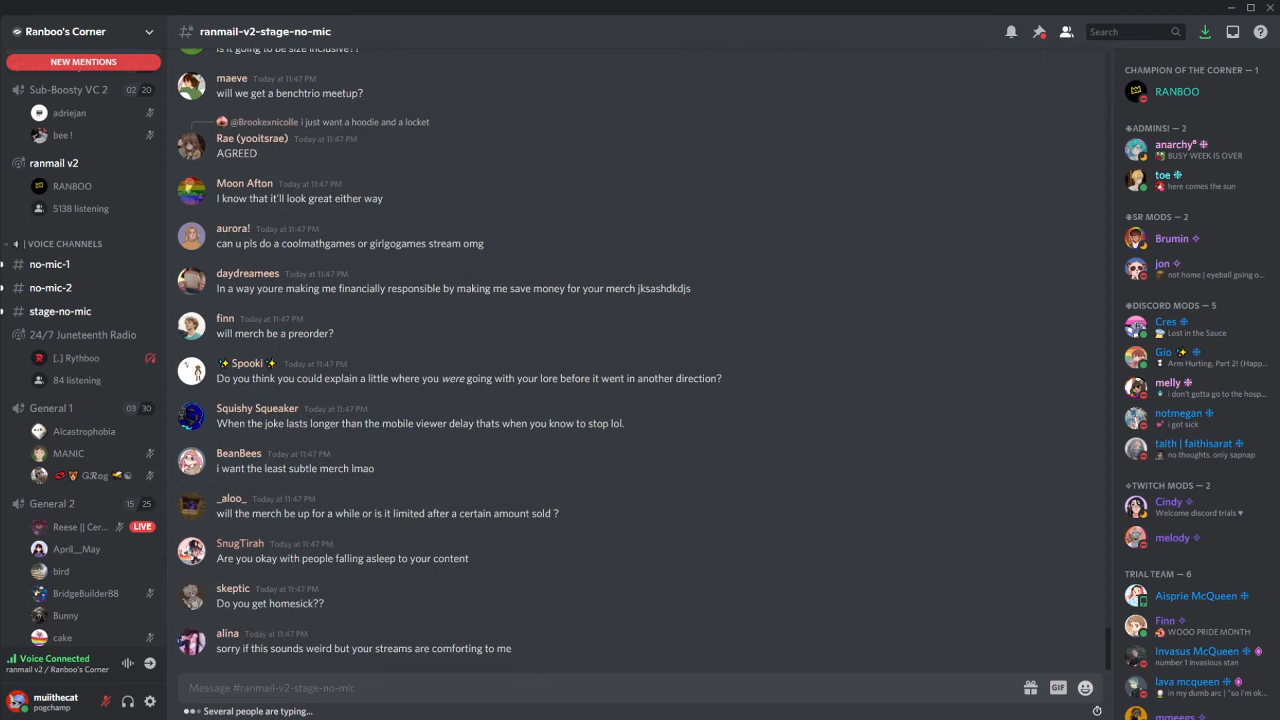 Ranboo's Corner
NEW MENTIONS
Sub-Boosty VC 2 02 20
adriejan
bee !
ranmail v2
RANBOO
5138 listening
| VOICE CHANNELS
no-mic-1
no-mic-2
stage-no-mic
24/7 Juneteenth Radio
[.] Rythboo
84 listening
General 1 03 30
Alcastrophobia
MANIC
General 2 15 25
Reese || Cer... LIVE
April__May
bird
BridgeBuilder88
Bunny
cake
Voice Connected
ranmail v2 / Ranboo's Corner
muiithecat
pogchamp
ranmail-v2-stage-no-mic
Search
is it going to be size inclusive??
maeve Today at 11:47 PM
will we get a benchtrio meetup?
@Brookexnicolle i just want a hoodie and a locket
Rae (yooitsrae) Today at 11:47 PM
AGREED
Moon Afton Today at 11:47 PM
I know that it'll look great either way
aurora! Today at 11:47 PM
can u pls do a coolmathgames or girlgogames stream omg
daydreamees Today at 11:47 PM
In a way youre making me financially responsible by making me save money for your merch jksashdkdjs
finn Today at 11:47 PM
will merch be a preorder?
✨ Spooki ✨ Today at 11:47 PM
Do you think you could explain a little where you were going with your lore before it went in another direction?
Squishy Squeaker Today at 11:47 PM
When the joke lasts longer than the mobile viewer delay thats when you know to stop lol.
BeanBees Today at 11:47 PM
i want the least subtle merch lmao
_aloo_ Today at 11:47 PM
will the merch be up for a while or is it limited after a certain amount sold ?
SnugTirah Today at 11:47 PM
Are you okay with people falling asleep to your content
skeptic Today at 11:47 PM
Do you get homesick??
alina Today at 11:47 PM
sorry if this sounds weird but your streams are comforting to me
Message #ranmail-v2-stage-no-mic
GIF
Several people are typing...
CHAMPION OF THE CORNER — 1
RANBOO
❈ADMINS! — 2
anarchy⁰ ❈
BUSY WEEK IS OVER
toe ❈
here comes the sun
❈SR MODS — 2
Brumin ✧
jon ✧
not home | eyeball going o...
❈DISCORD MODS — 5
Cres ❈
Lost in the Sauce
Gio ✨ ❈
Arm Hurting, Part 2! (Happ...
melly ❈
i don't gotta go to the hosp...
notmegan ❈
i got sick
taith | faithisarat ❈
no thoughts. only sapnap
✧TWITCH MODS — 2
Cindy ✧
Welcome discord trials ♥
melody ✧
TRIAL TEAM — 6
Aisprie McQueen ❈
Finn ✧
WOOO PRIDE MONTH
Invasus McQueen ❈
number 1 invasious stan
lava mcqueen ❈
in my dumb arc | "so i'm ok...
mmeegs ✧